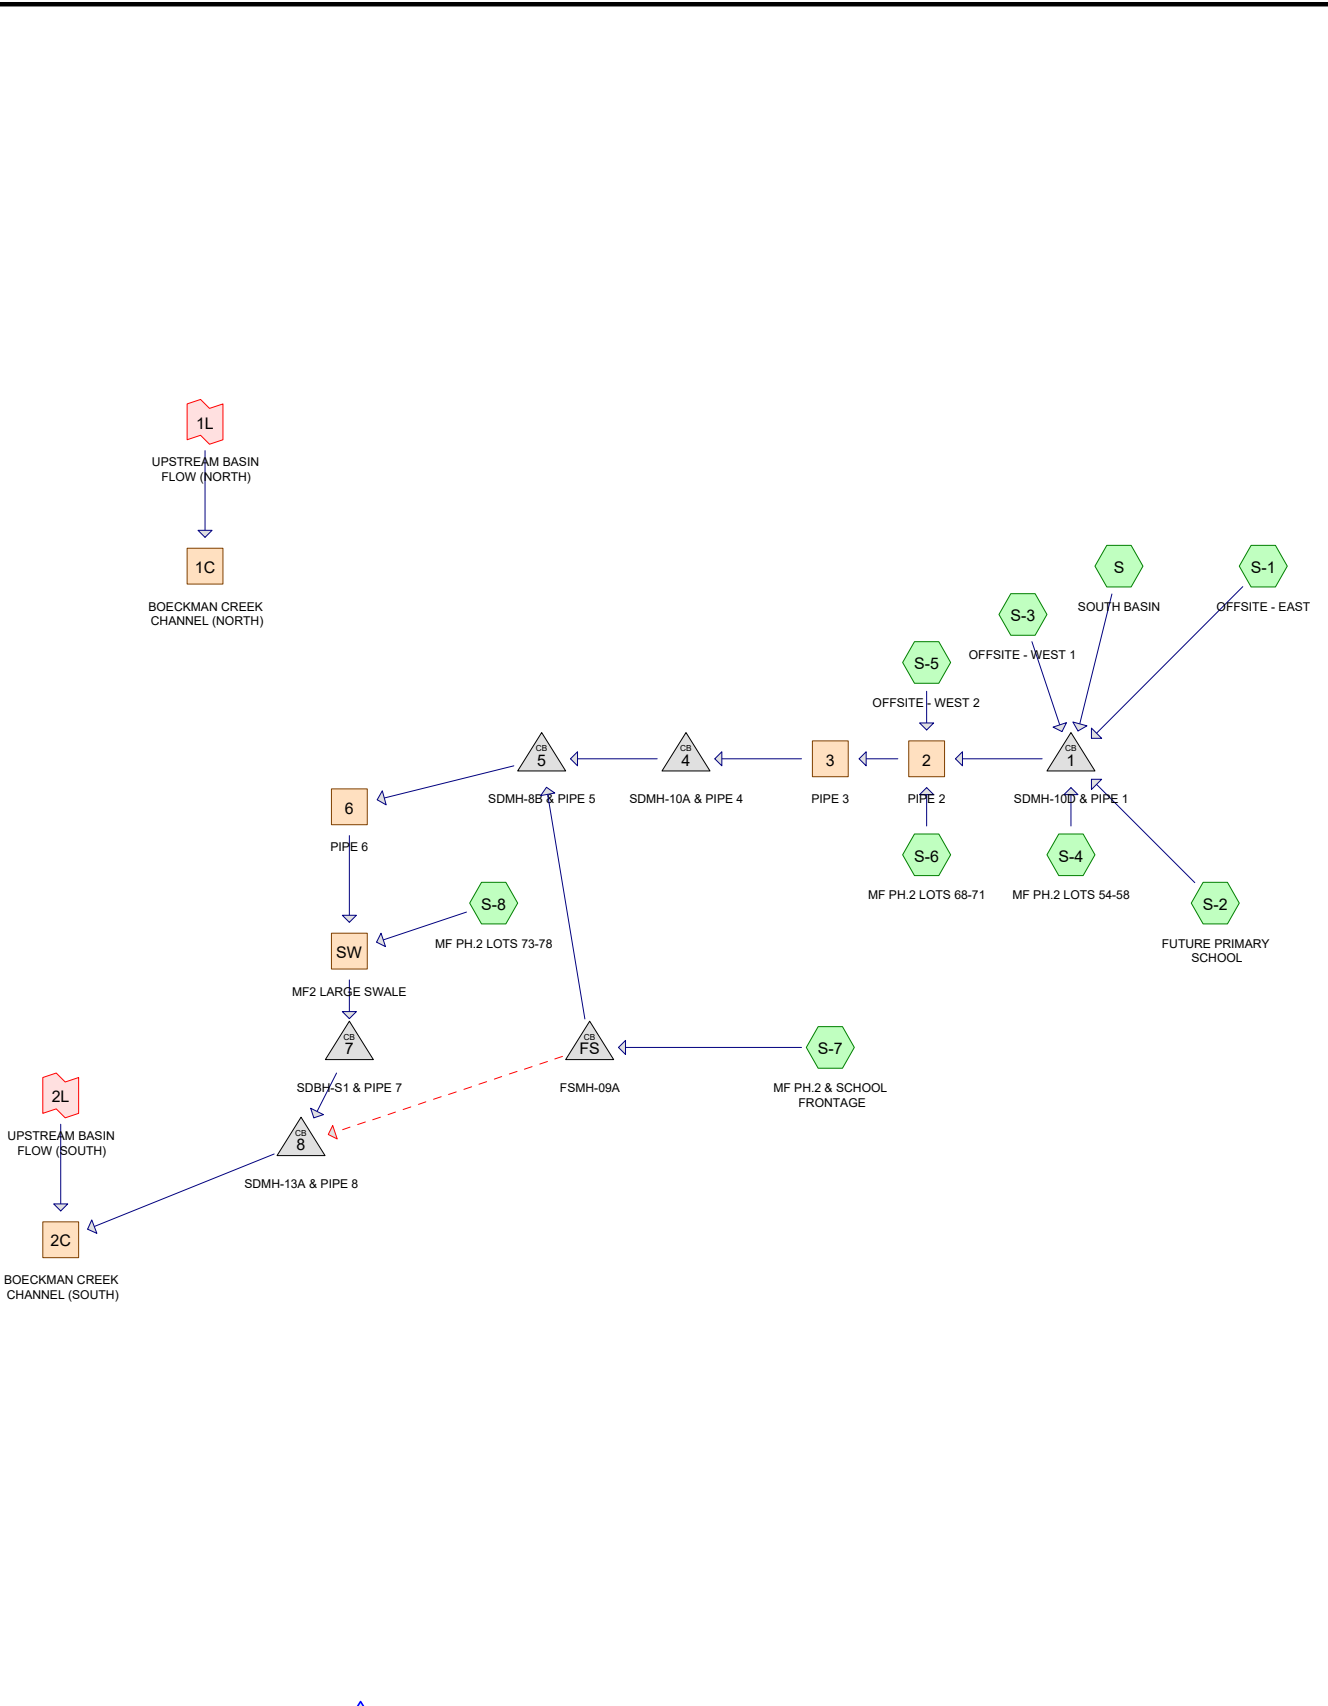 1L
UPSTREAM BASIN
FLOW (NORTH)
1C
BOECKMAN CREEK
CHANNEL (NORTH)
S
SOUTH BASIN
S-1
OFFSITE - EAST
S-3
OFFSITE - WEST 1
S-5
OFFSITE - WEST 2
CB
5
SDMH-8B & PIPE 5
CB
4
SDMH-10A & PIPE 4
3
PIPE 3
2
PIPE 2
CB
1
SDMH-10D & PIPE 1
6
PIPE 6
S-6
MF PH.2 LOTS 68-71
S-4
MF PH.2 LOTS 54-58
S-8
MF PH.2 LOTS 73-78
S-2
FUTURE PRIMARY
SCHOOL
SW
MF2 LARGE SWALE
CB
7
SDBH-S1 & PIPE 7
CB
FS
FSMH-09A
S-7
MF PH.2 & SCHOOL
FRONTAGE
2L
UPSTREAM BASIN
FLOW (SOUTH)
CB
8
SDMH-13A & PIPE 8
2C
BOECKMAN CREEK
CHANNEL (SOUTH)